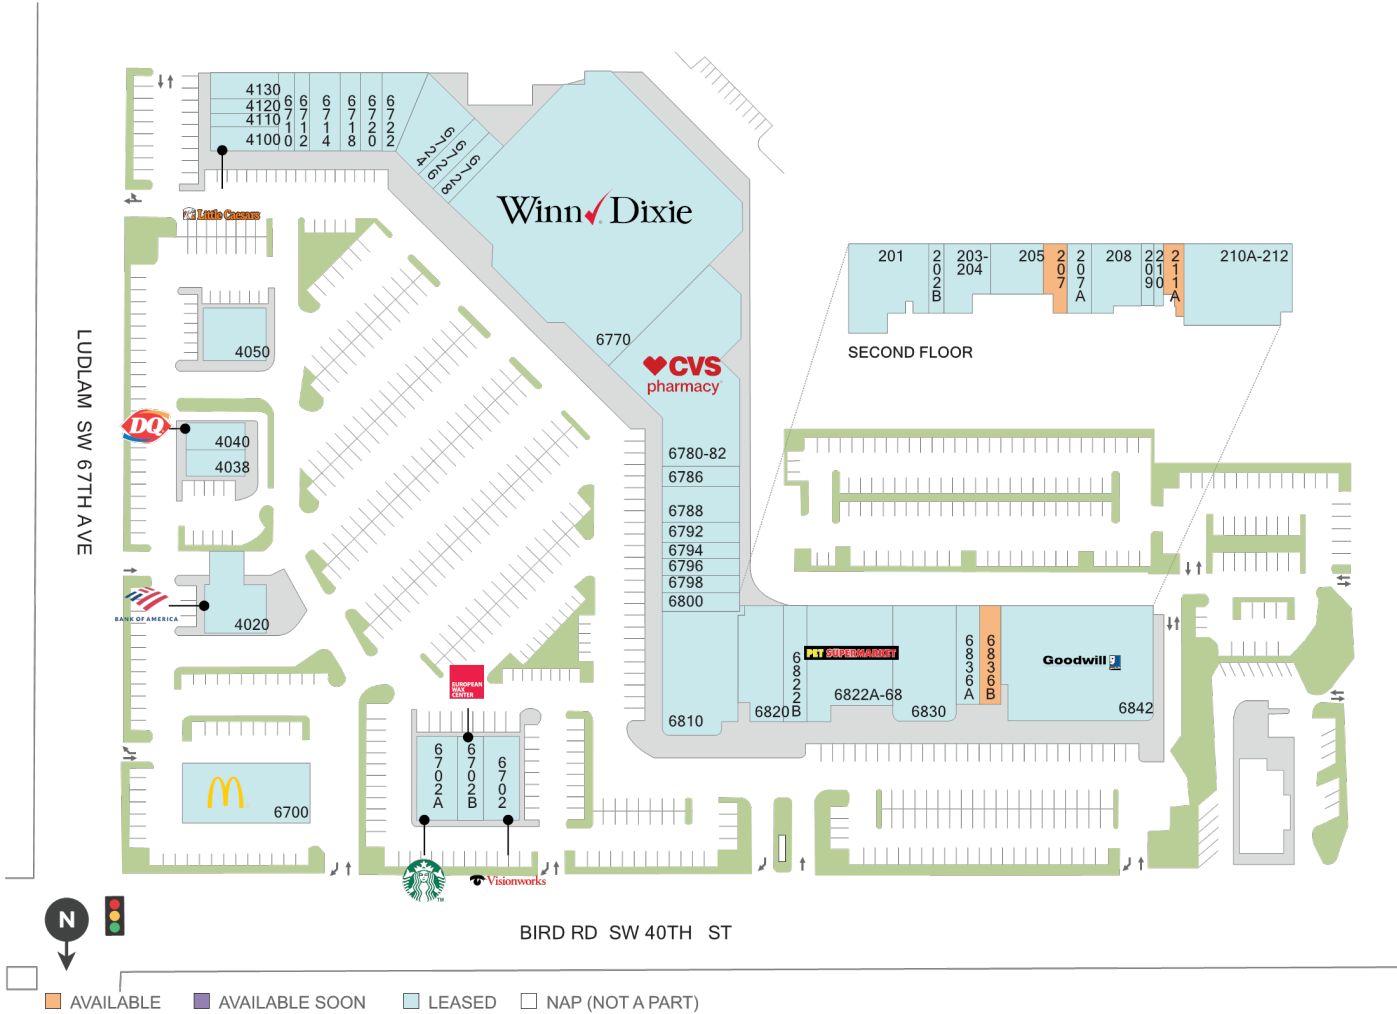 4130
4120
4110
4100
6710
6712
6714
6718
6720
6722
6724
6726
6728
Little Caesars
Winn Dixie
6770
CVS
pharmacy
201
202B
203-
204
205
207
207A
208
209
210
211A
210A-212
SECOND FLOOR
4050
DQ
4040
4038
LUDLAM SW 67TH AVE
BANK OF AMERICA
4020
6780-82
6786
6788
6792
6794
6796
6798
6800
6810
6820
6822B
PET SUPERMARKET
6822A-68
6830
6836A
6836B
Goodwill
6842
EUROPEAN
WAX
CENTER
6702A
6702B
6702
6700
Visionworks
BIRD RD SW 40TH ST
N
AVAILABLE
AVAILABLE SOON
LEASED
NAP (NOT A PART)